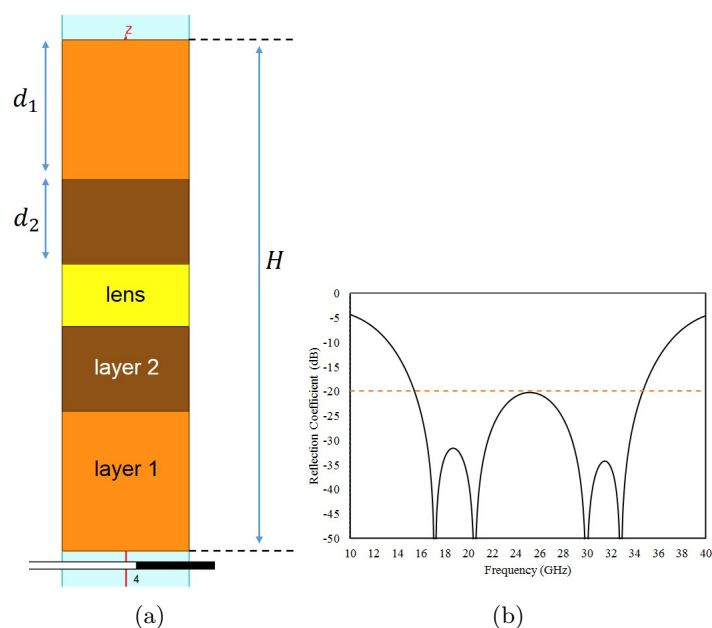 z
d₁
d₂
H
lens
layer 2
layer 1
4
(a)
Reflection Coefficient (dB)
0
-5
-10
-15
-20
-25
-30
-35
-40
-45
-50
10 12 14 16 18 20 22 24 26 28 30 32 34 36 38 40
Frequency (GHz)
(b)